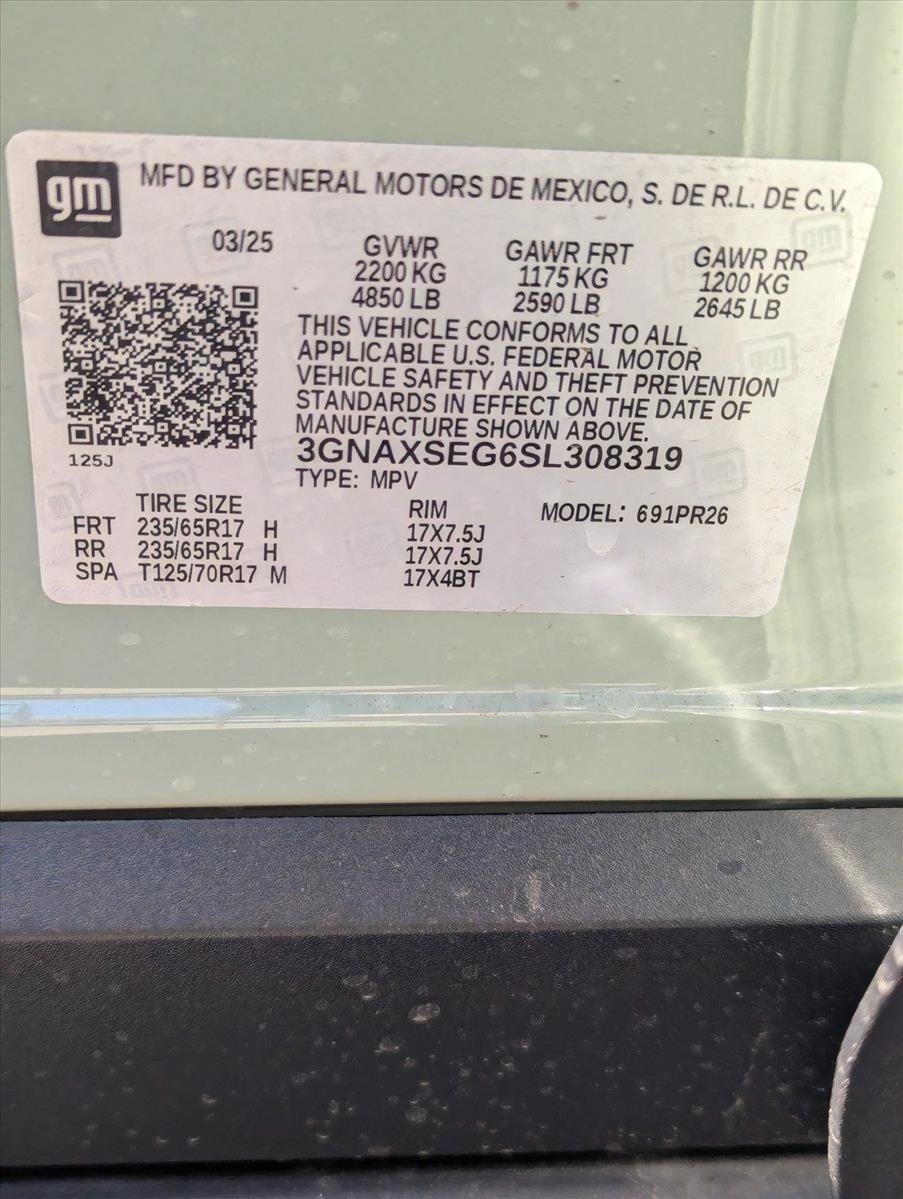 gm
MFD BY GENERAL MOTORS DE MEXICO, S. DE R.L. DE C.V.
03/25
GVWR GAWR FRT GAWR RR
2200 KG 1175 KG 1200 KG
4850 LB 2590 LB 2645 LB
THIS VEHICLE CONFORMS TO ALL
APPLICABLE U.S. FEDERAL MOTOR
VEHICLE SAFETY AND THEFT PREVENTION
STANDARDS IN EFFECT ON THE DATE OF
MANUFACTURE SHOWN ABOVE.
125J
3GNAXSEG6SL308319
TYPE: MPV
TIRE SIZE RIM MODEL: 691PR26
FRT 235/65R17 H 17X7.5J
RR 235/65R17 H 17X7.5J
SPA T125/70R17 M 17X4BT